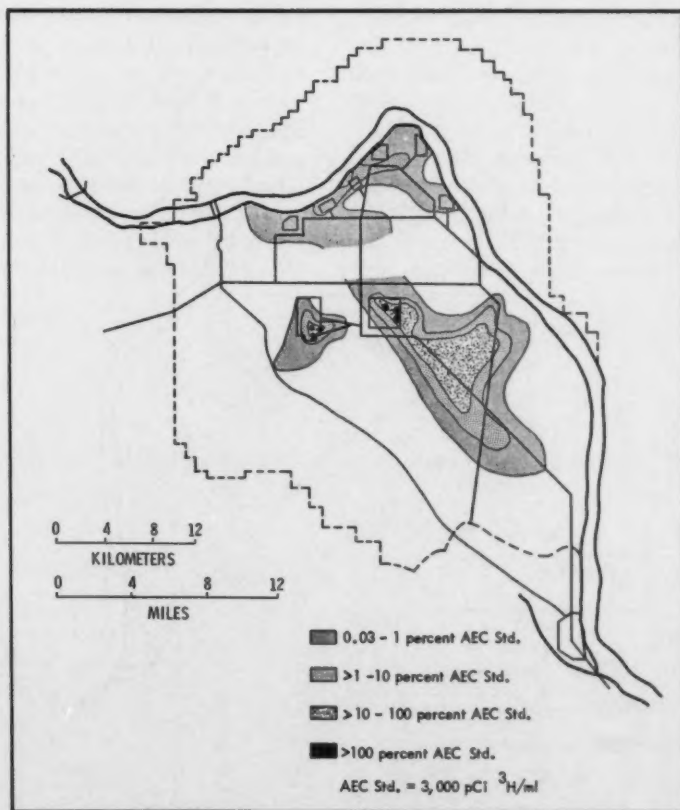 0 4 8 12
KILOMETERS
0 4 8 12
MILES
0.03 - 1 percent AEC Std.
>1 -10 percent AEC Std.
>10 - 100 percent AEC Std.
>100 percent AEC Std.
AEC Std. = 3,000 pCi ³H/ml